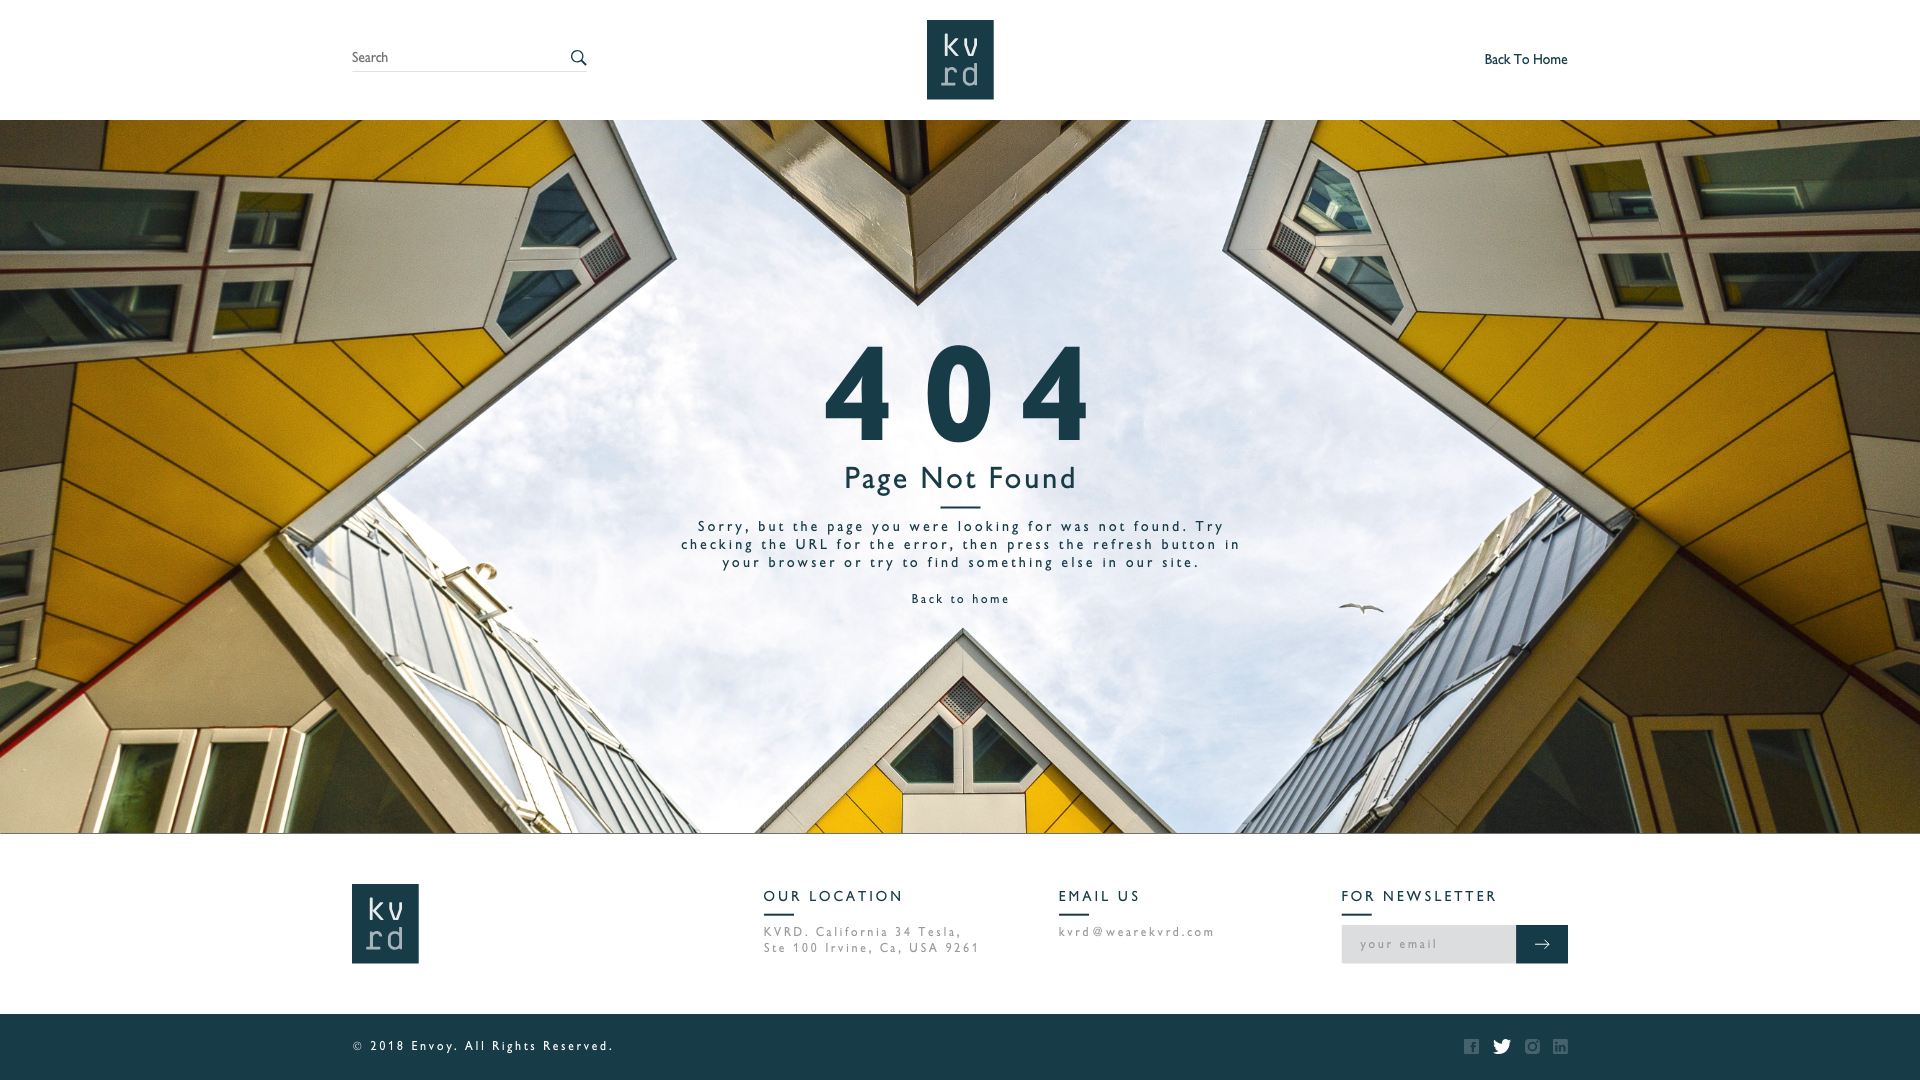 Search
kv
rd
Back To Home
404
Page Not Found
Sorry, but the page you were looking for was not found. Try
checking the URL for the error, then press the refresh button in
your browser or try to find something else in our site.
Back to home
kv
rd
OUR LOCATION
KVRD. California 34 Tesla,
Ste 100 Irvine, Ca, USA 9261
EMAIL US
kvrd@wearekvrd.com
FOR NEWSLETTER
your email
© 2018 Envoy. All Rights Reserved.